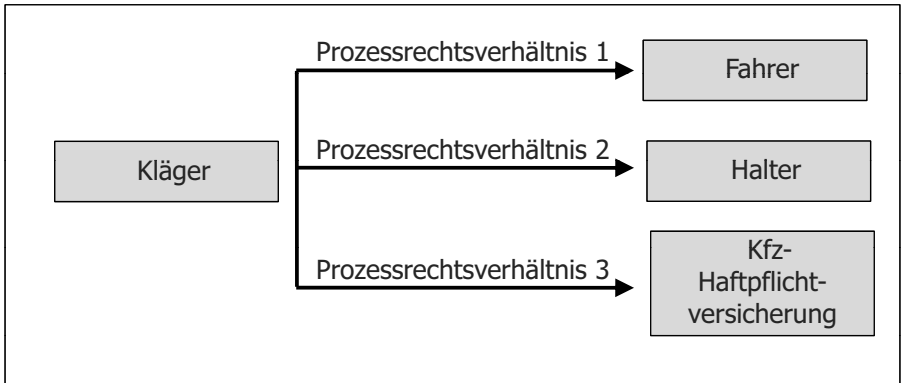 Prozessrechtsverhältnis 1
Fahrer
Kläger
Prozessrechtsverhältnis 2
Halter
Prozessrechtsverhältnis 3
Kfz-
Haftpflicht-
versicherung